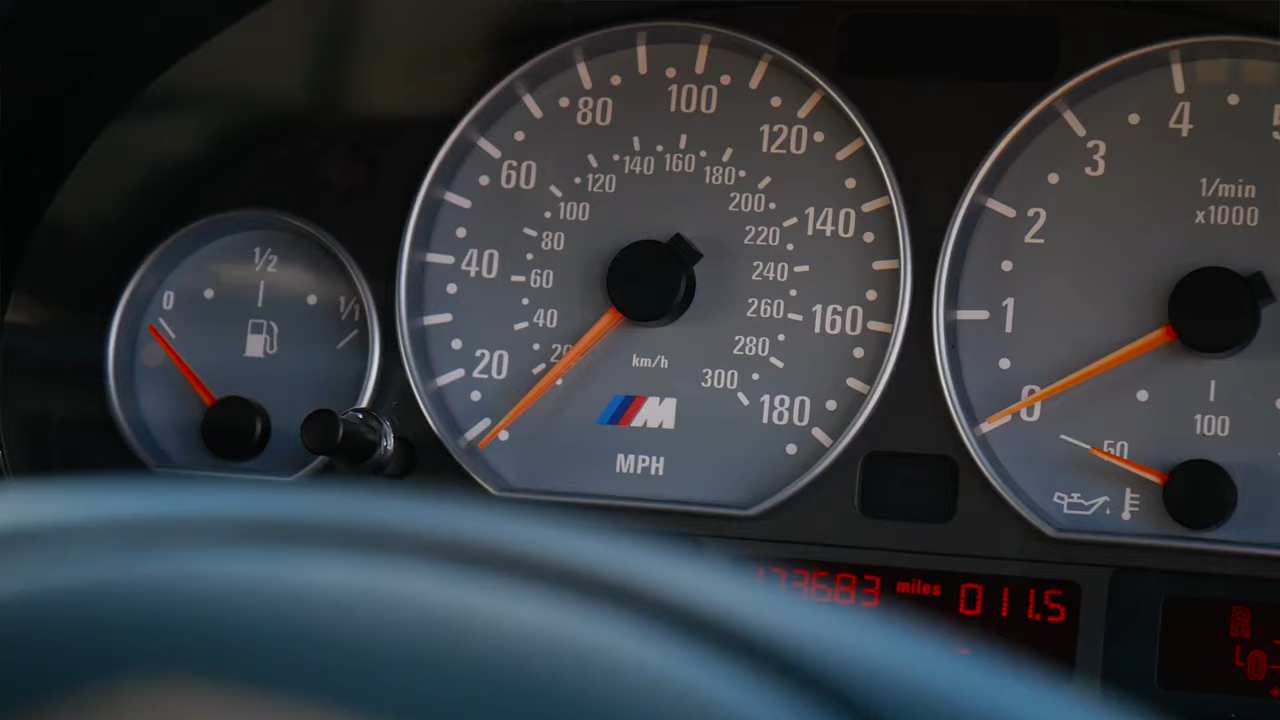 0 1/2 1/1
20 40 60 80 100 120 140 160 180
20 40 60 80 100 120 140 160 180 200 220 240 260 280 300
km/h
M
MPH
0 1 2 3 4
1/min
x1000
50 100
173683 miles 011.5
R